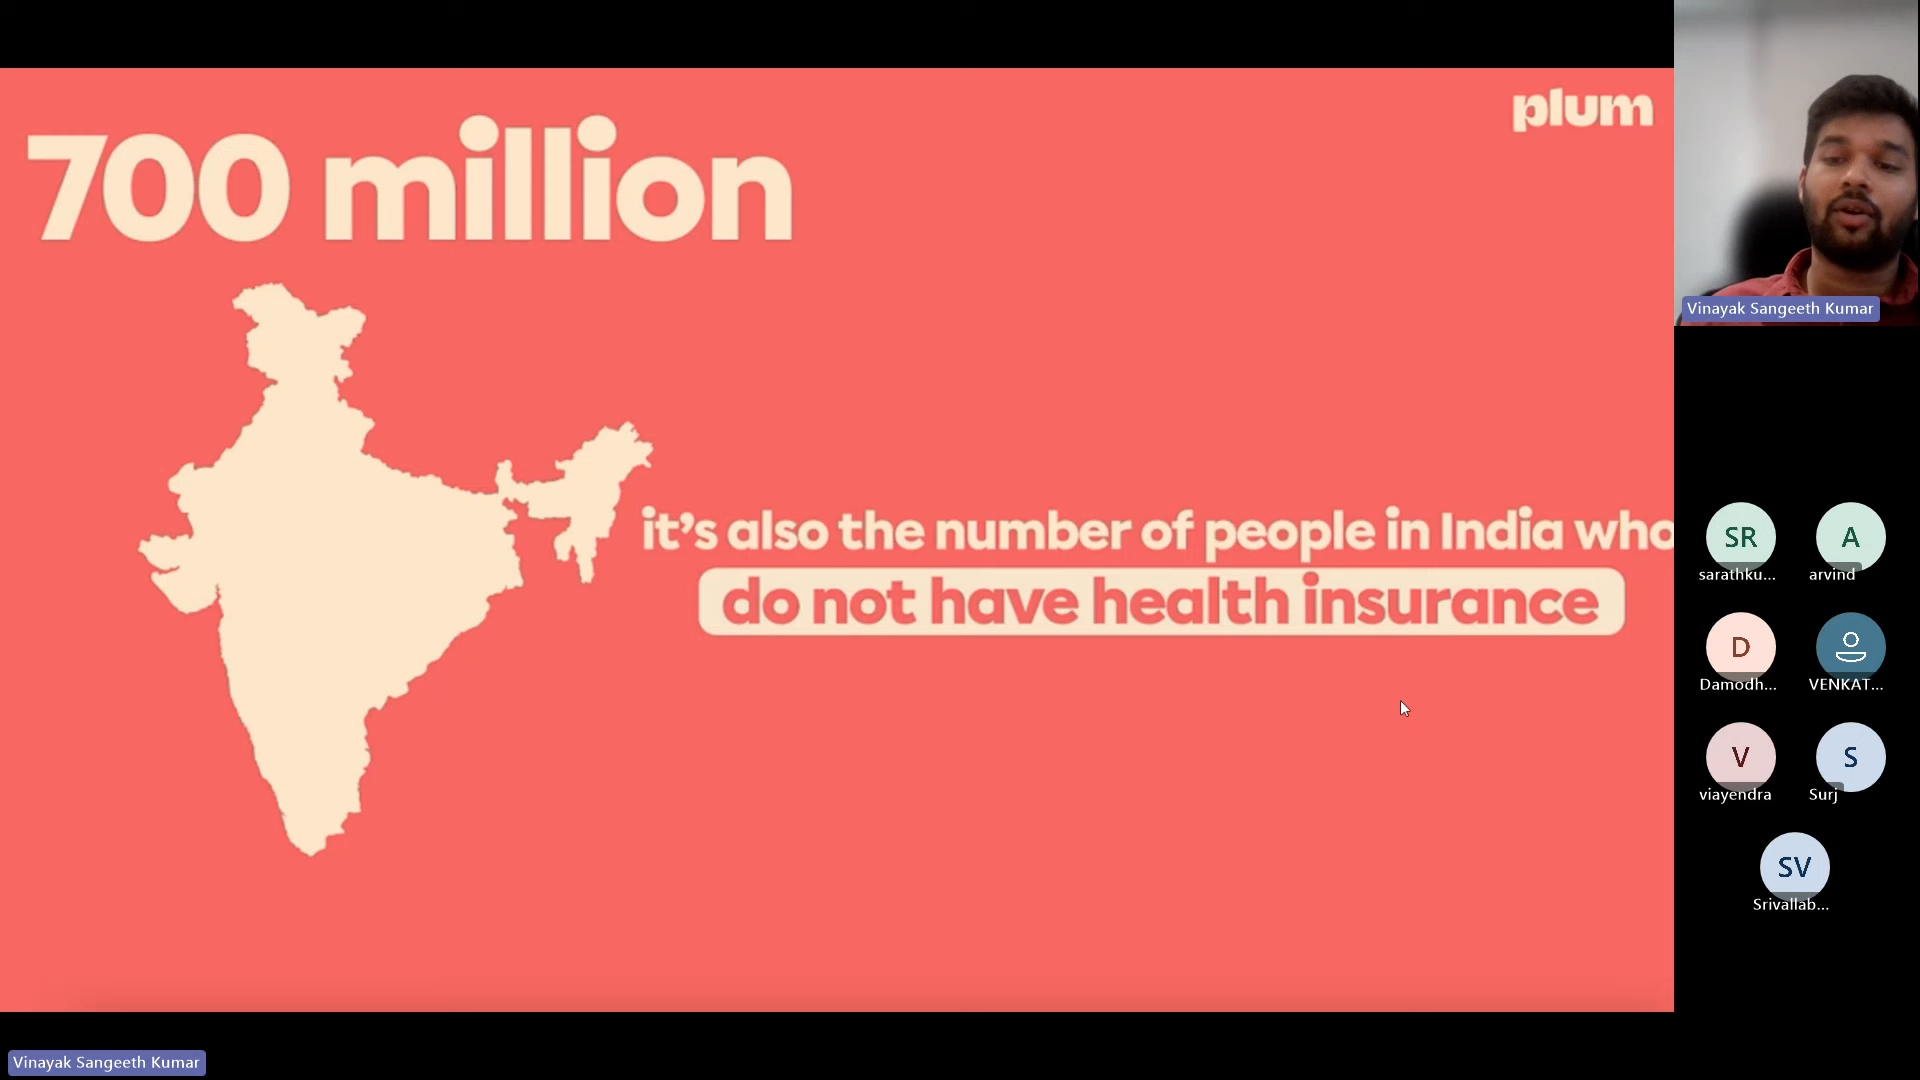 plum
700 million
it's also the number of people in India who
do not have health insurance
Vinayak Sangeeth Kumar
SR
A
sarathku...
arvind
D
Damodh...
VENKAT...
V
S
viayendra
Surj
SV
Srivallab...
Vinayak Sangeeth Kumar